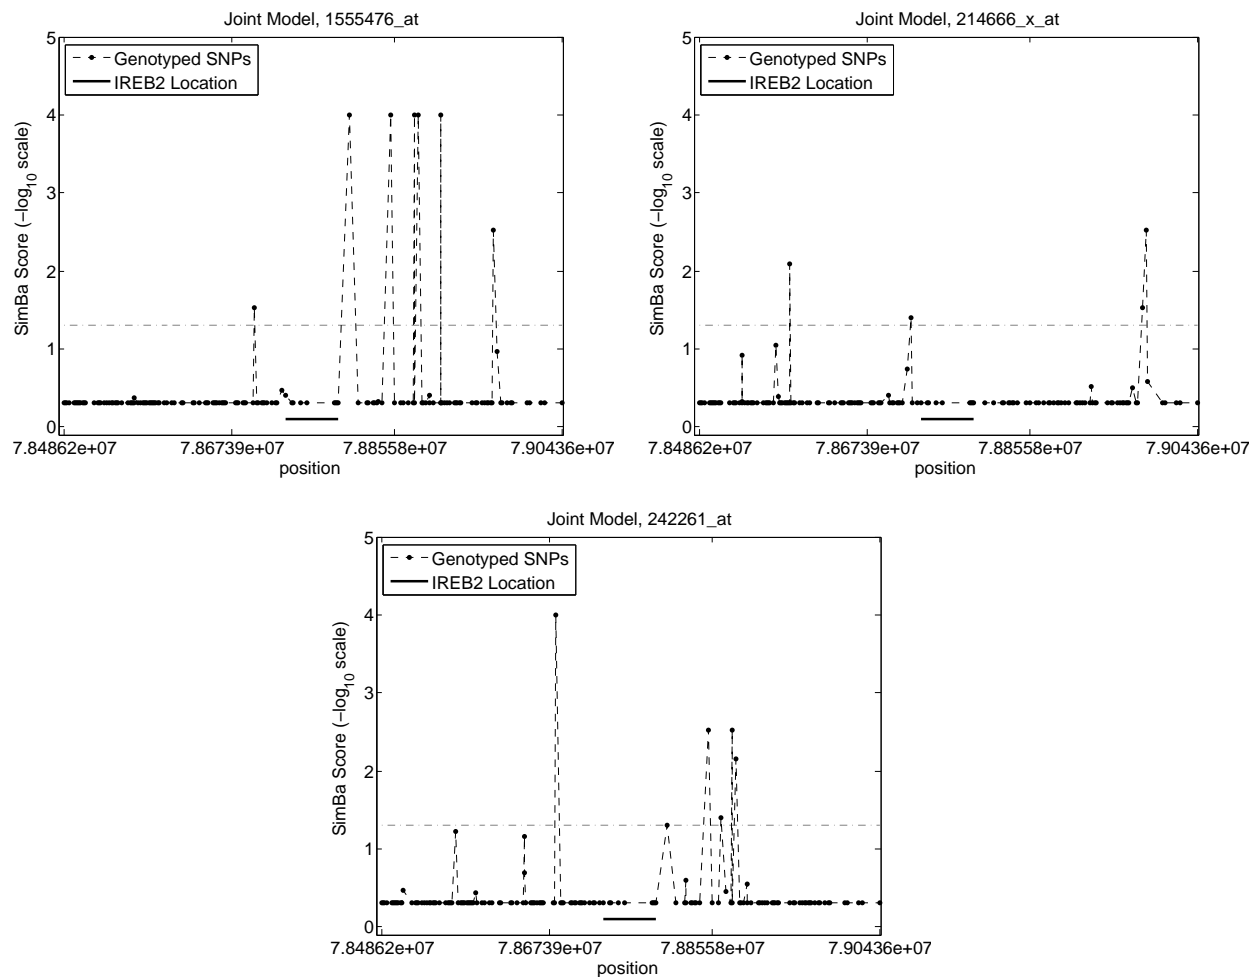 Joint Model, 1555476_at
5
4
3
2
1
0
SimBa Score (−log10 scale)
Genotyped SNPs
IREB2 Location
7.84862e+07 7.86739e+07 7.88558e+07 7.90436e+07
position
Joint Model, 214666_x_at
5
4
3
2
1
0
SimBa Score (−log10 scale)
Genotyped SNPs
IREB2 Location
7.84862e+07 7.86739e+07 7.88558e+07 7.90436e+07
position
Joint Model, 242261_at
5
4
3
2
1
0
SimBa Score (−log10 scale)
Genotyped SNPs
IREB2 Location
7.84862e+07 7.86739e+07 7.88558e+07 7.90436e+07
position